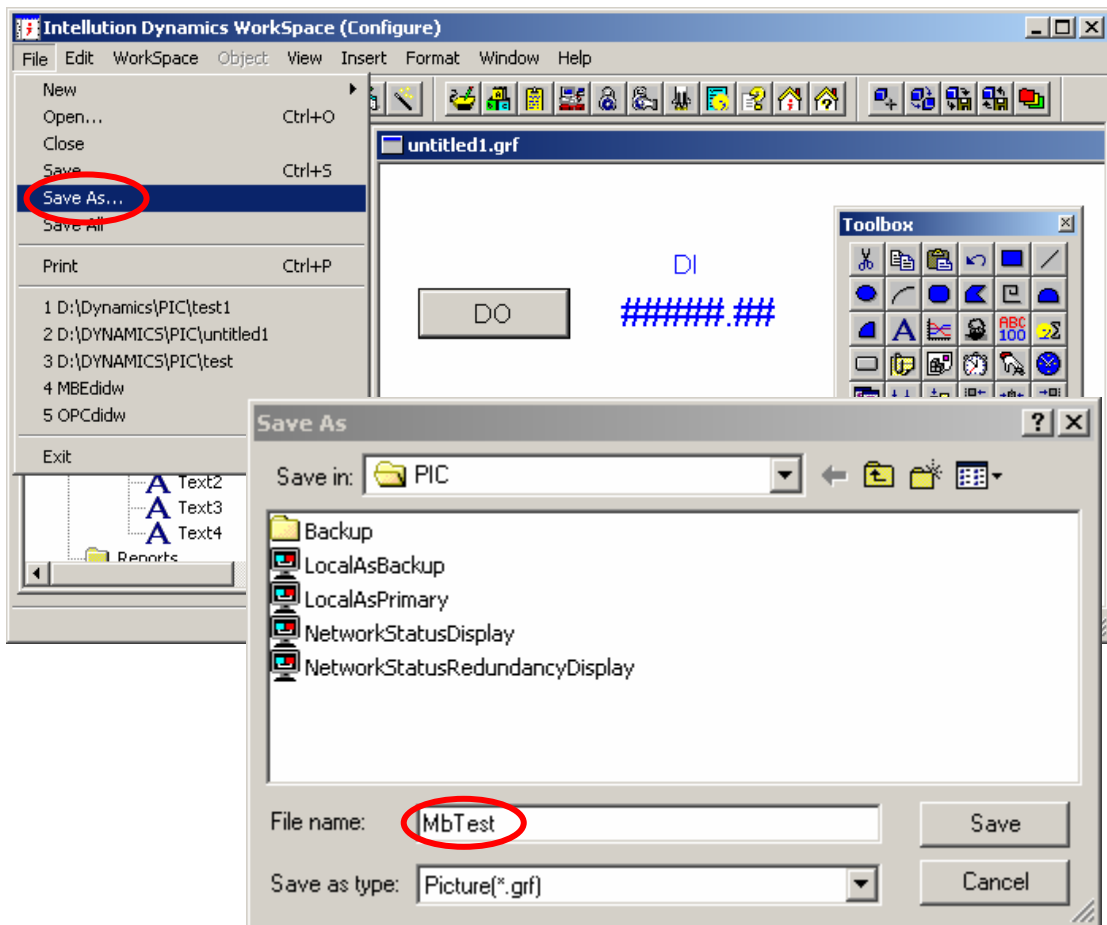 Intellution Dynamics WorkSpace (Configure)
File Edit WorkSpace Object View Insert Format Window Help
New
Open... Ctrl+O
Close
Save Ctrl+S
Save As...
Save All
Print Ctrl+P
1 D:\Dynamics\PIC\test1
2 D:\DYNAMICS\PIC\untitled1
3 D:\DYNAMICS\PIC\test
4 MBEdidw
5 OPCdidw
Exit
untitled1.grf
DO
DI
######.##
Toolbox
A ABC
100
Text2
Text3
Text4
Reports
Save As
Save in: PIC
Backup
LocalAsBackup
LocalAsPrimary
NetworkStatusDisplay
NetworkStatusRedundancyDisplay
File name: MbTest Save
Save as type: Picture(*.grf) Cancel